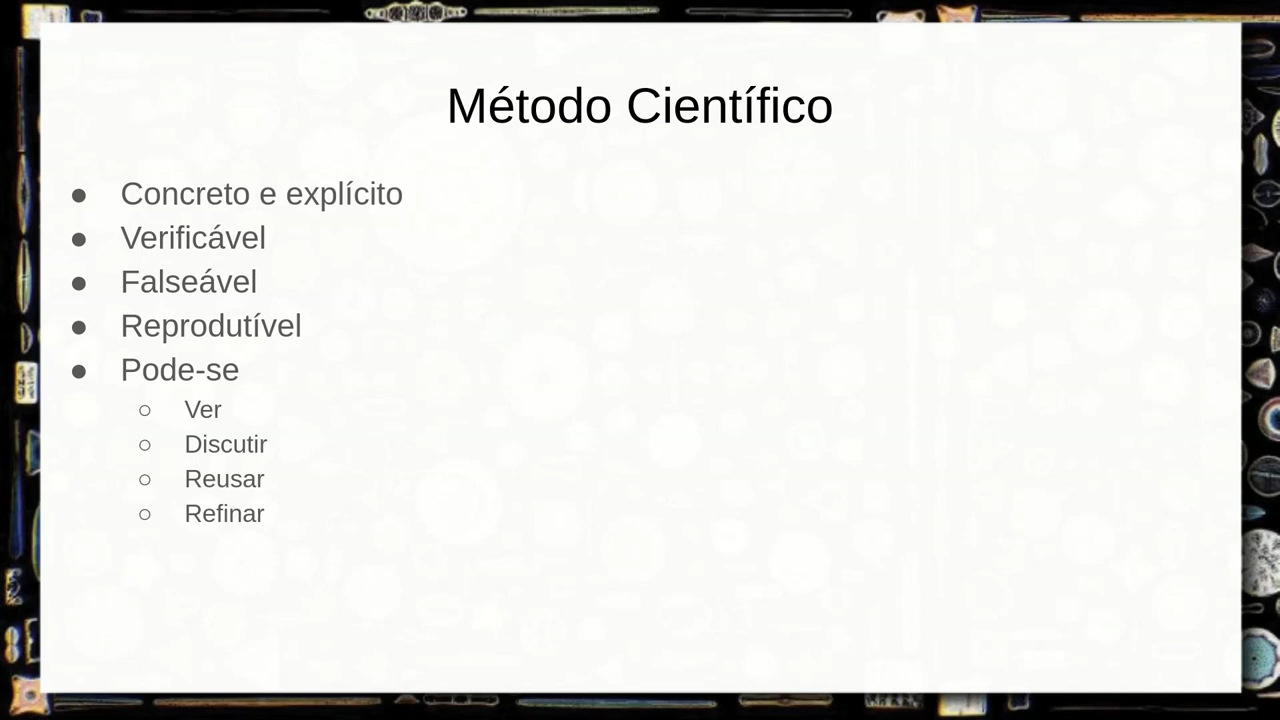 Método Científico
● Concreto e explícito
● Verificável
● Falseável
● Reprodutível
● Pode-se
○ Ver
○ Discutir
○ Reusar
○ Refinar